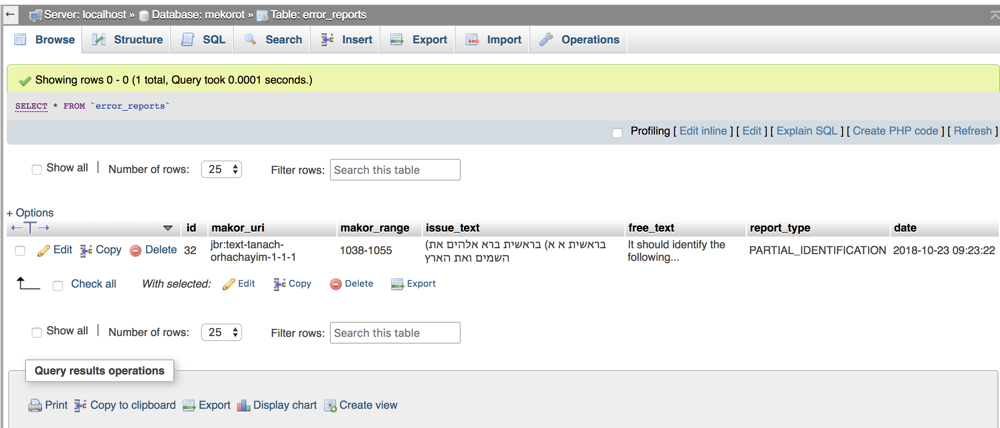 ← Server: localhost » Database: mekorot » Table: error_reports
Browse Structure SQL Search Insert Export Import Operations
Showing rows 0 - 0 (1 total, Query took 0.0001 seconds.)
SELECT * FROM `error_reports`
Profiling [ Edit inline ] [ Edit ] [ Explain SQL ] [ Create PHP code ] [ Refresh ]
Show all | Number of rows: 25 Filter rows: Search this table
+ Options
←T→ id makor_uri makor_range issue_text free_text report_type date
Edit Copy Delete 32 jbr:text-tanach-orhachayim-1-1-1 1038-1055 בראשית א א) בראשית ברא אלהים את) השמים ואת הארץ It should identify the following... PARTIAL_IDENTIFICATION 2018-10-23 09:23:22
Check all With selected: Edit Copy Delete Export
Show all | Number of rows: 25 Filter rows: Search this table
Query results operations
Print Copy to clipboard Export Display chart Create view